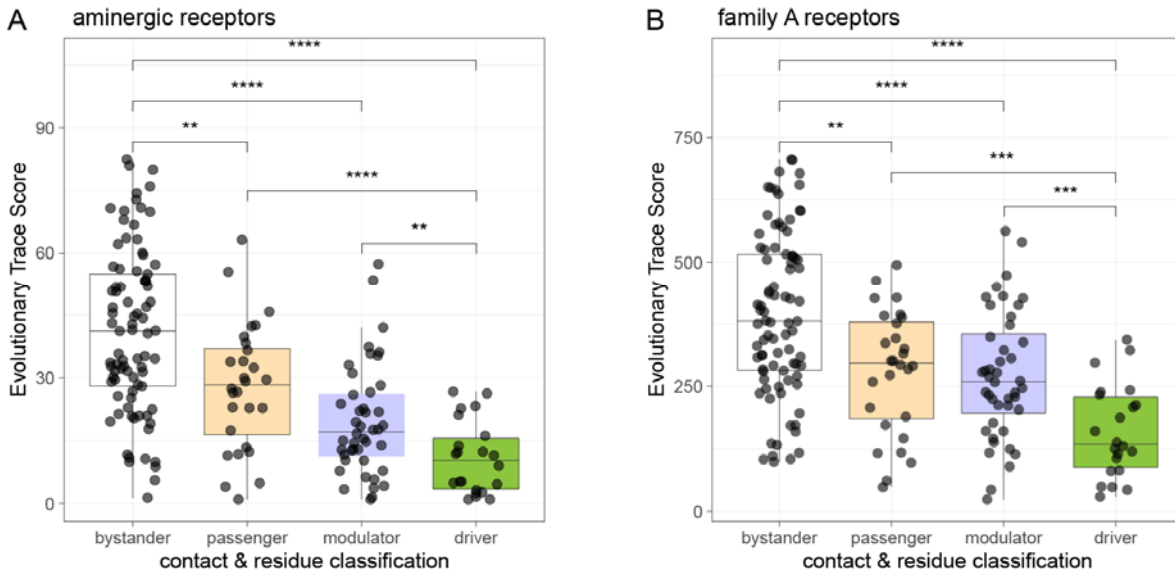 A aminergic receptors
****
****
**
****
**
90
60
30
0
Evolutionary Trace Score
bystander passenger modulator driver
contact & residue classification
B family A receptors
****
****
**
***
***
750
500
250
0
Evolutionary Trace Score
bystander passenger modulator driver
contact & residue classification